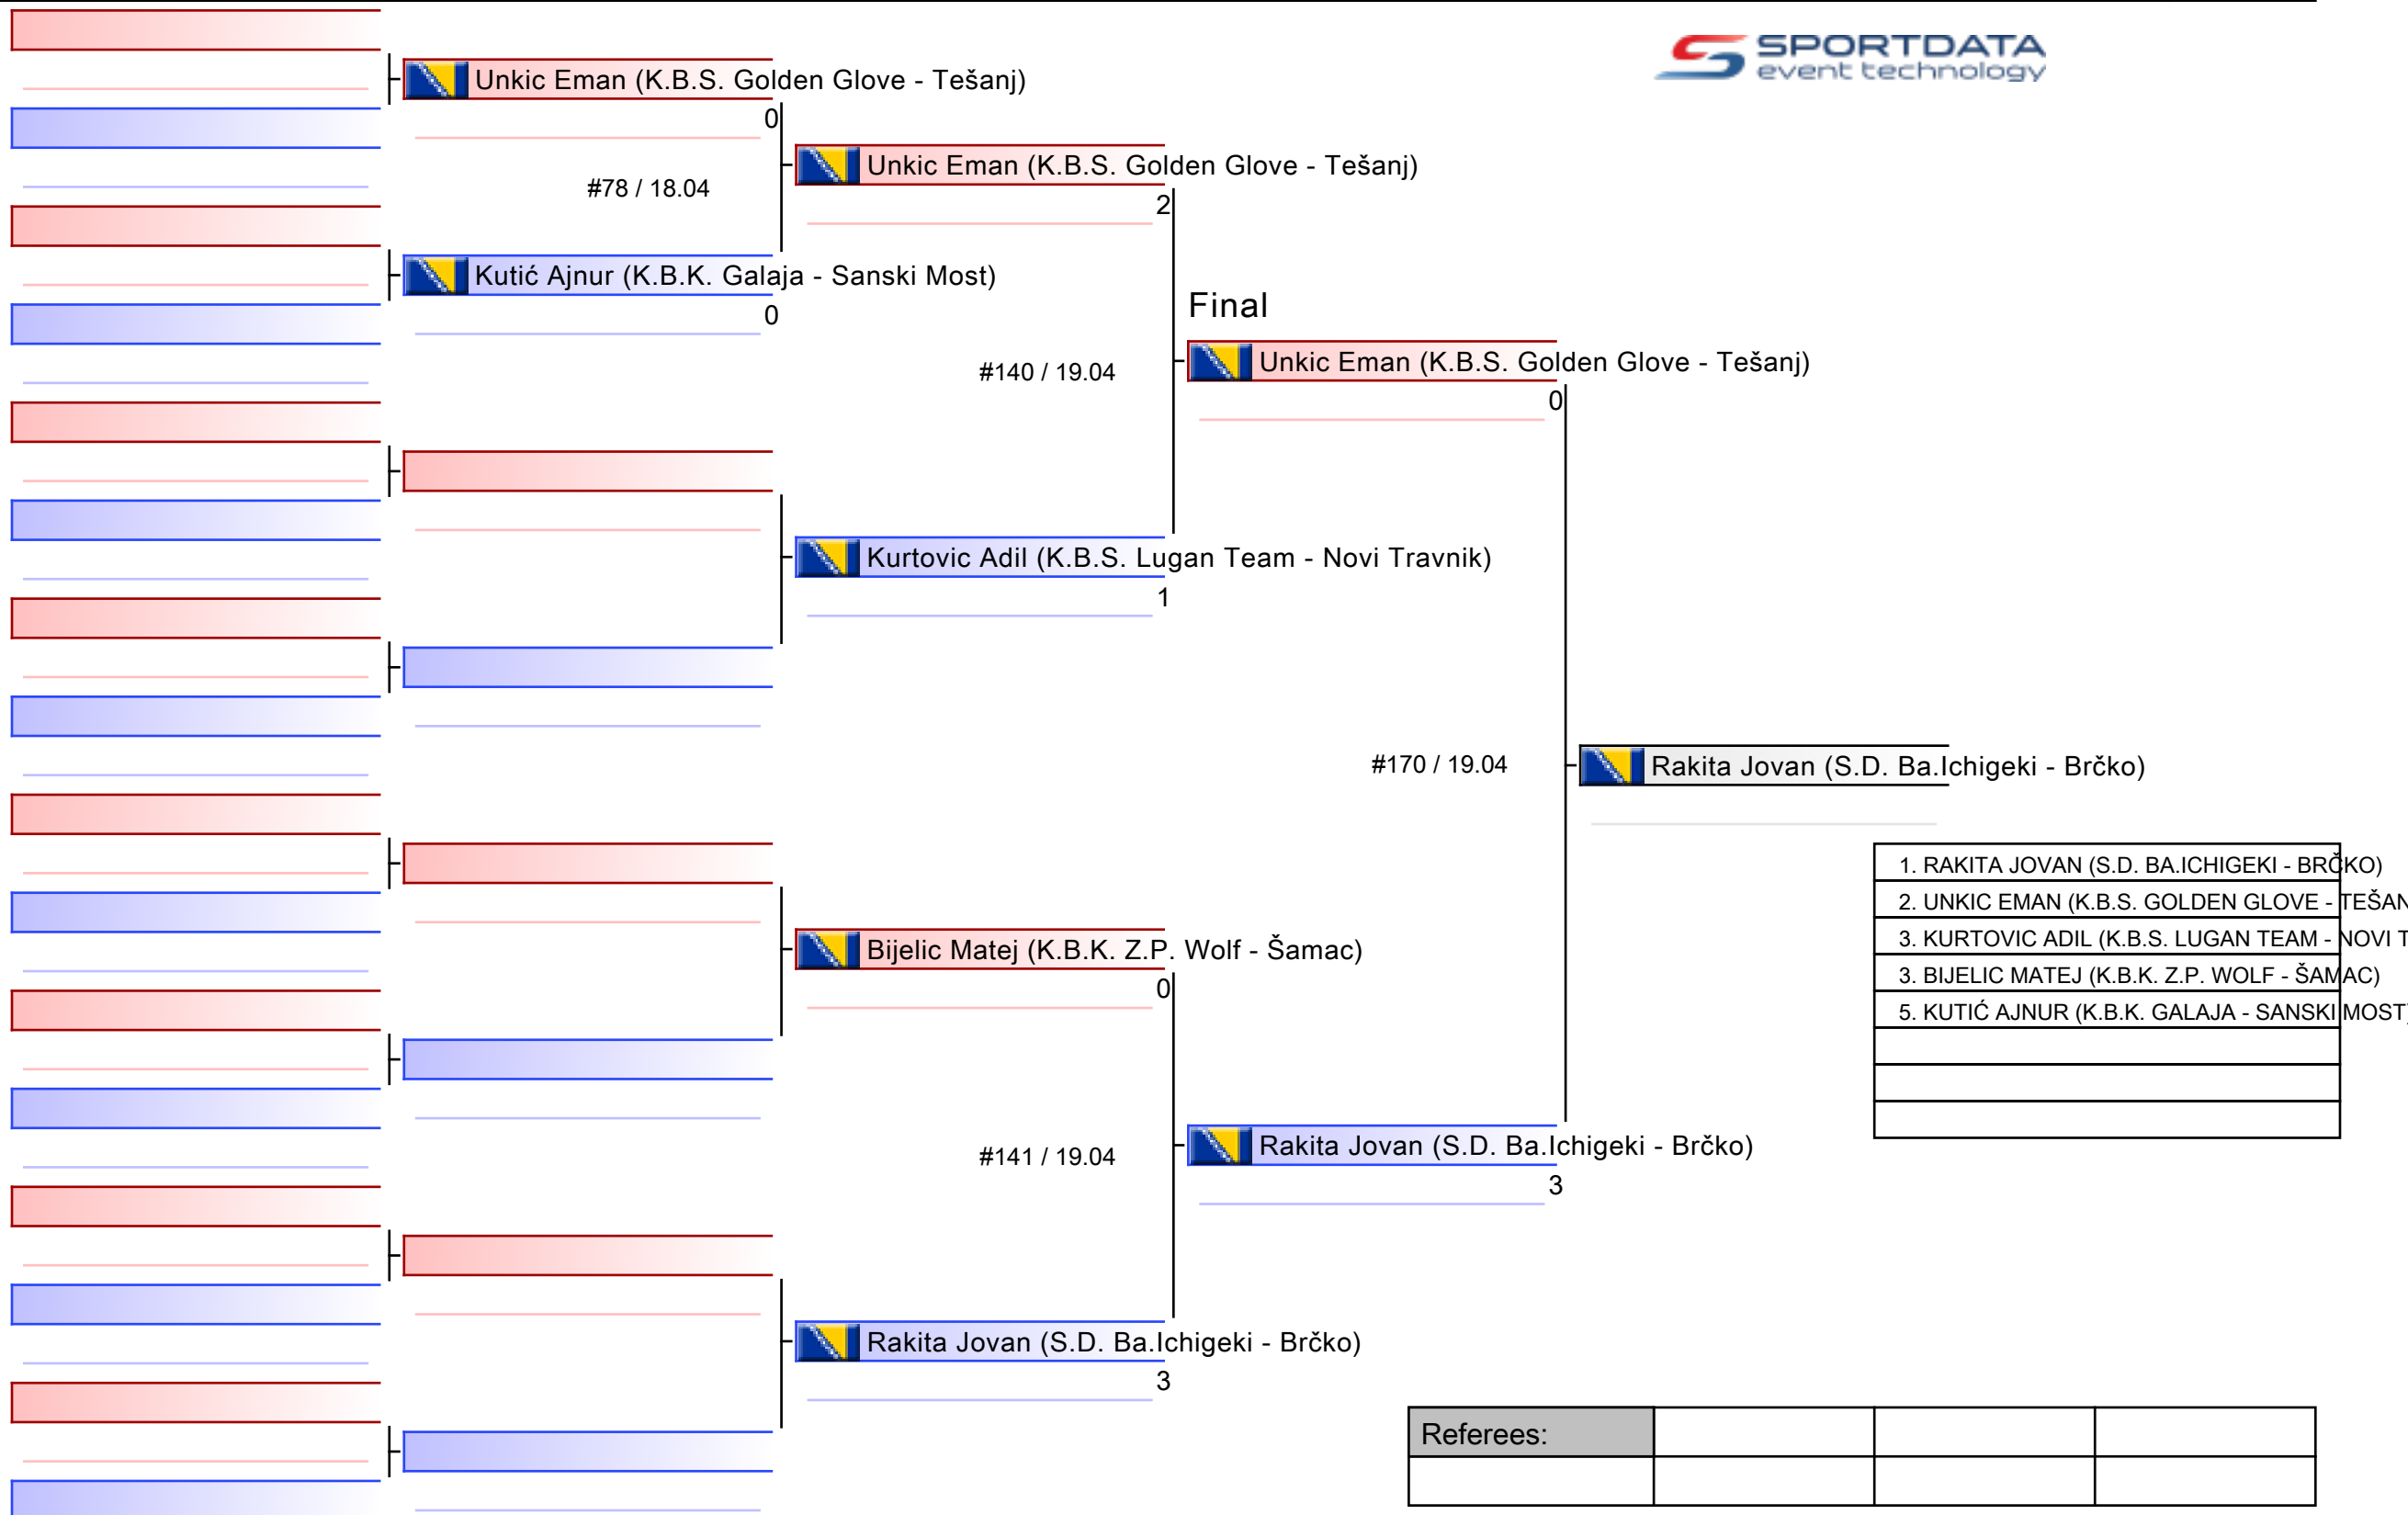 SPORTDATA
event technology
Unkic Eman (K.B.S. Golden Glove - Tešanj)
0
Unkic Eman (K.B.S. Golden Glove - Tešanj)
#78 / 18.04
2
Kutić Ajnur (K.B.K. Galaja - Sanski Most)
0
Final
Unkic Eman (K.B.S. Golden Glove - Tešanj)
#140 / 19.04
0
Kurtovic Adil (K.B.S. Lugan Team - Novi Travnik)
1
#170 / 19.04
Rakita Jovan (S.D. Ba.Ichigeki - Brčko)
1. RAKITA JOVAN (S.D. BA.ICHIGEKI - BRČKO)
2. UNKIC EMAN (K.B.S. GOLDEN GLOVE - TEŠAN
3. KURTOVIC ADIL (K.B.S. LUGAN TEAM - NOVI T
3. BIJELIC MATEJ (K.B.K. Z.P. WOLF - ŠAMAC)
5. KUTIĆ AJNUR (K.B.K. GALAJA - SANSKI MOST)
Bijelic Matej (K.B.K. Z.P. Wolf - Šamac)
0
#141 / 19.04
Rakita Jovan (S.D. Ba.Ichigeki - Brčko)
3
Rakita Jovan (S.D. Ba.Ichigeki - Brčko)
3
Referees: